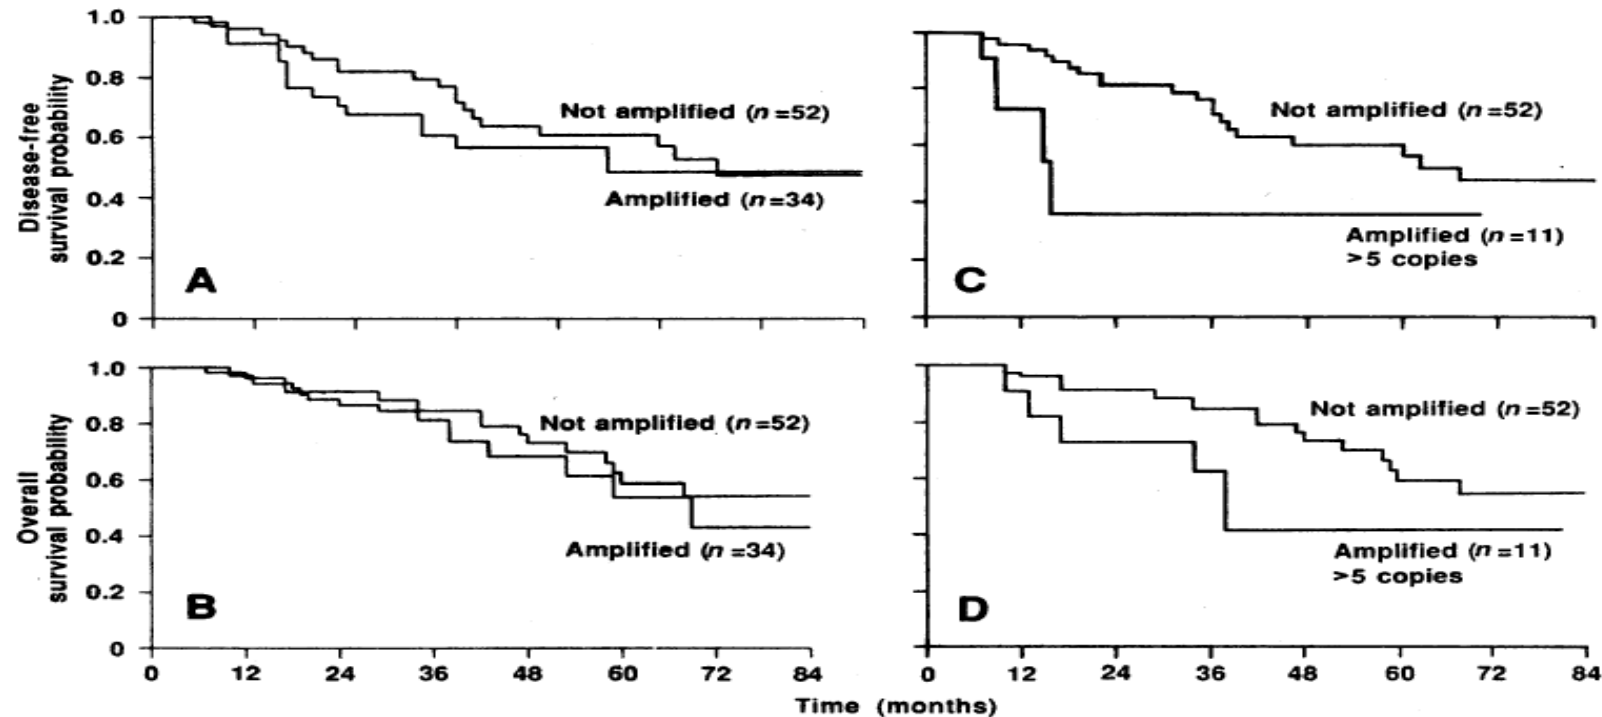 1.0
0.8
0.6
0.4
0.2
0
Disease-free
survival probability
Not amplified (n=52)
Amplified (n=34)
A
Not amplified (n=52)
Amplified (n=11)
>5 copies
C
1.0
0.8
0.6
0.4
0.2
0
Overall
survival probability
Not amplified (n=52)
Amplified (n=34)
B
Not amplified (n=52)
Amplified (n=11)
>5 copies
D
0 12 24 36 48 60 72 84
0 12 24 36 48 60 72 84
Time (months)